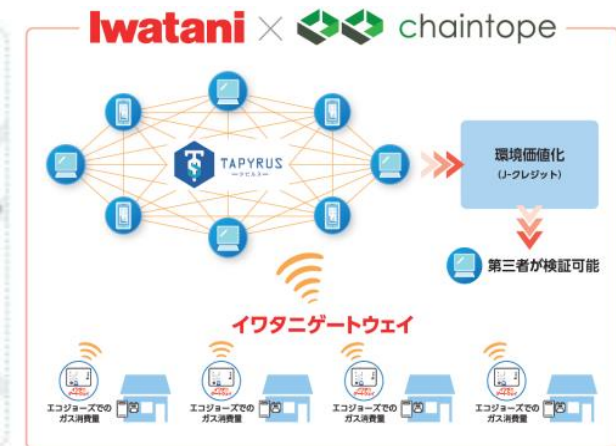 Iwatani × chaintope
TAPYRUS
ータピルスー
環境価値化
(J-クレジット)
第三者が検証可能
イワタニゲートウェイ
エコジョーズでの
ガス消費量
エコジョーズでの
ガス消費量
エコジョーズでの
ガス消費量
エコジョーズでの
ガス消費量